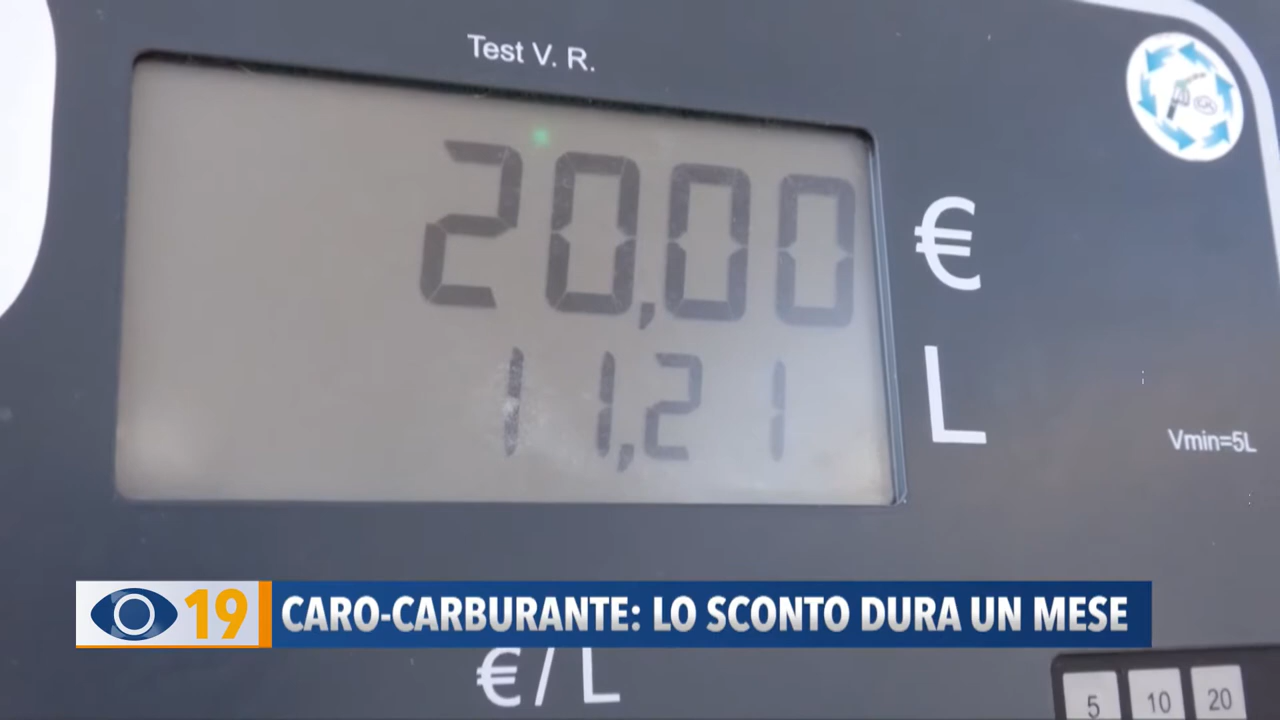 Test V. R.
20,00 €
11,21 L
Vmin=5L
19 CARO-CARBURANTE: LO SCONTO DURA UN MESE
€/L
5 10 20